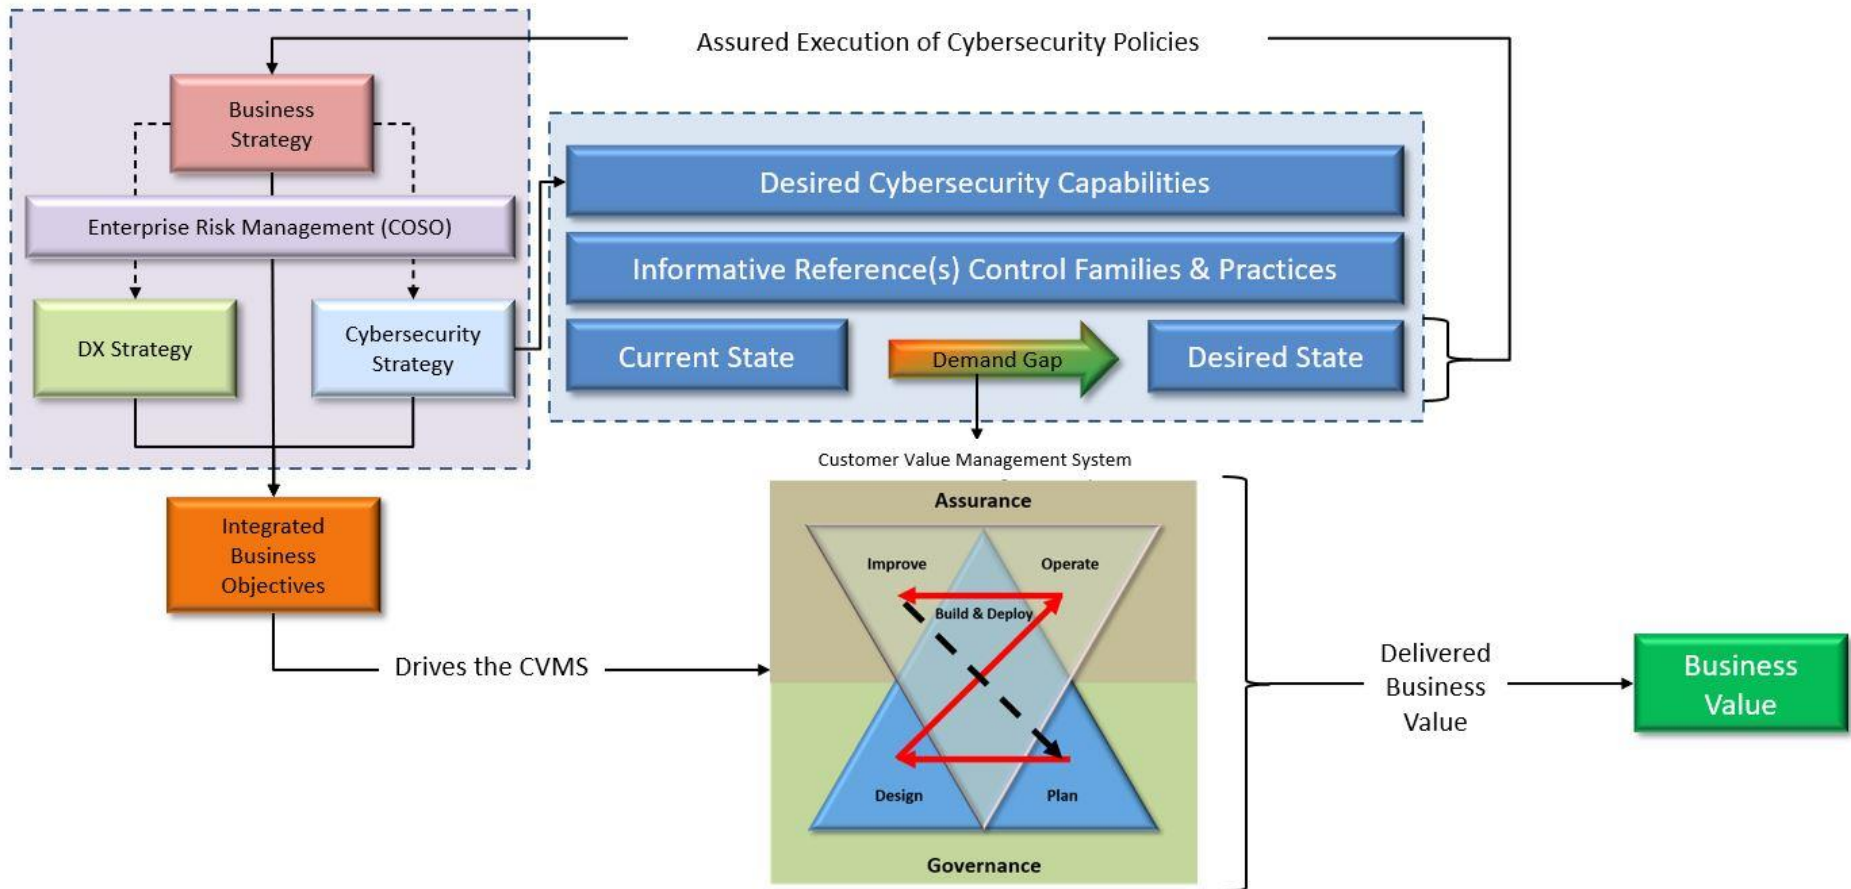 Assured Execution of Cybersecurity Policies
Business
Strategy
Enterprise Risk Management (COSO)
DX Strategy
Cybersecurity
Strategy
Desired Cybersecurity Capabilities
Informative Reference(s) Control Families & Practices
Current State
Demand Gap
Desired State
Customer Value Management System
Integrated
Business
Objectives
Drives the CVMS
Assurance
Improve
Operate
Build & Deploy
Design
Plan
Governance
Delivered
Business
Value
Business
Value